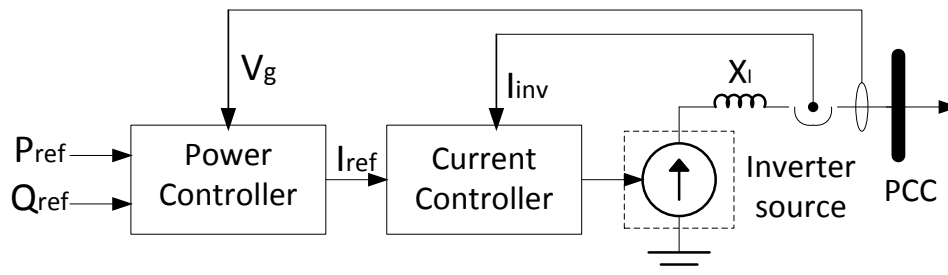 Vg
Iinv
Xl
Pref
Qref
Power
Controller
Iref
Current
Controller
Inverter
source
PCC